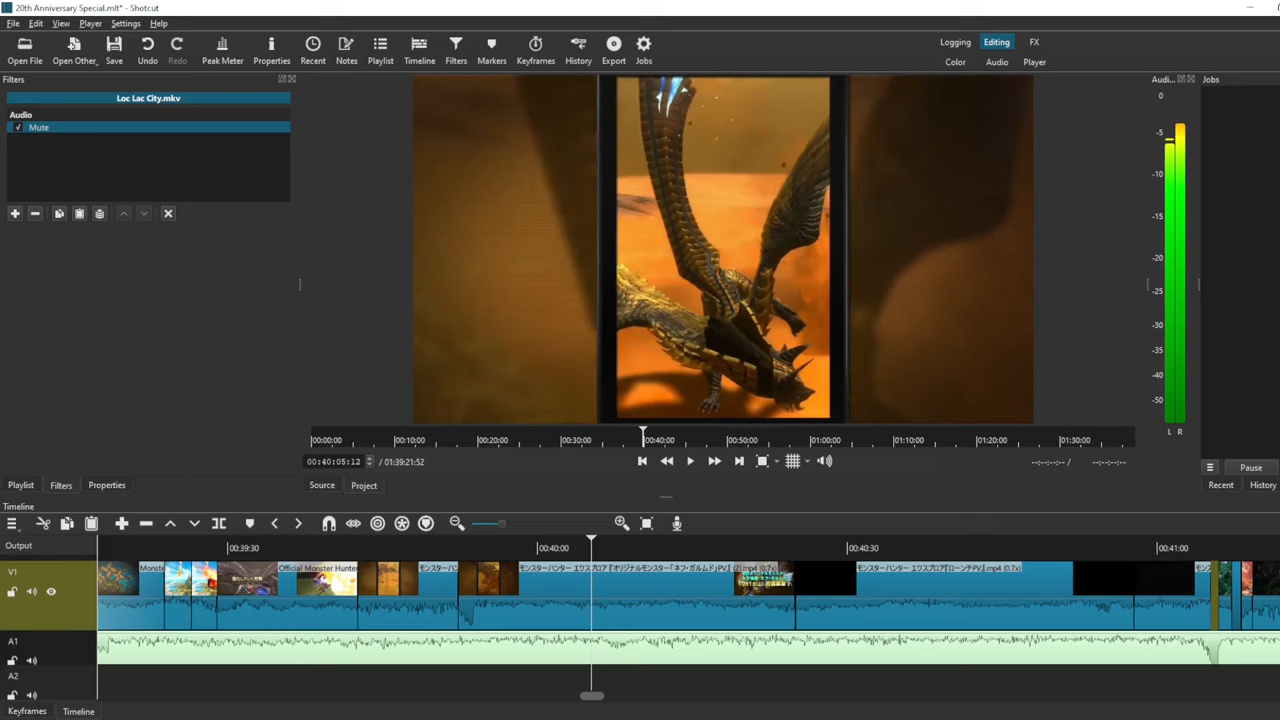 20th Anniversary Special.mlt* - Shotcut
File Edit View Player Settings Help
Open File Open Other... Save Undo Redo Peak Meter Properties Recent Notes Playlist Timeline Filters Markers Keyframes History Export Jobs
Logging Editing FX
Color Audio Player
Filters
Audi...
Jobs
Loc Lac City.mkv
Audio
Mute
0
-5
-10
-15
-20
-25
-30
-35
-40
-50
L R
00:00:00 00:10:00 00:20:00 00:30:00 00:40:00 00:50:00 01:00:00 01:10:00 01:20:00 01:30:00
00:40:05:12 / 01:39:21:52
--:--:--:-- / --:--:--:--
Pause
Playlist Filters Properties
Source Project
Recent History
Timeline
Output
00:39:30 00:40:00 00:40:30 00:41:00
V1
Monste
Official Monster Hunte
モンスターハン
モンスターハンター エクスプロア 『オリジナルモンスター「ネフ・ガルムド」PV』 (2).mp4 (0.7x)
モンスターハンター エクスプロア『ローンチPV』.mp4 (0.7x)
モンス
A1
A2
Keyframes Timeline